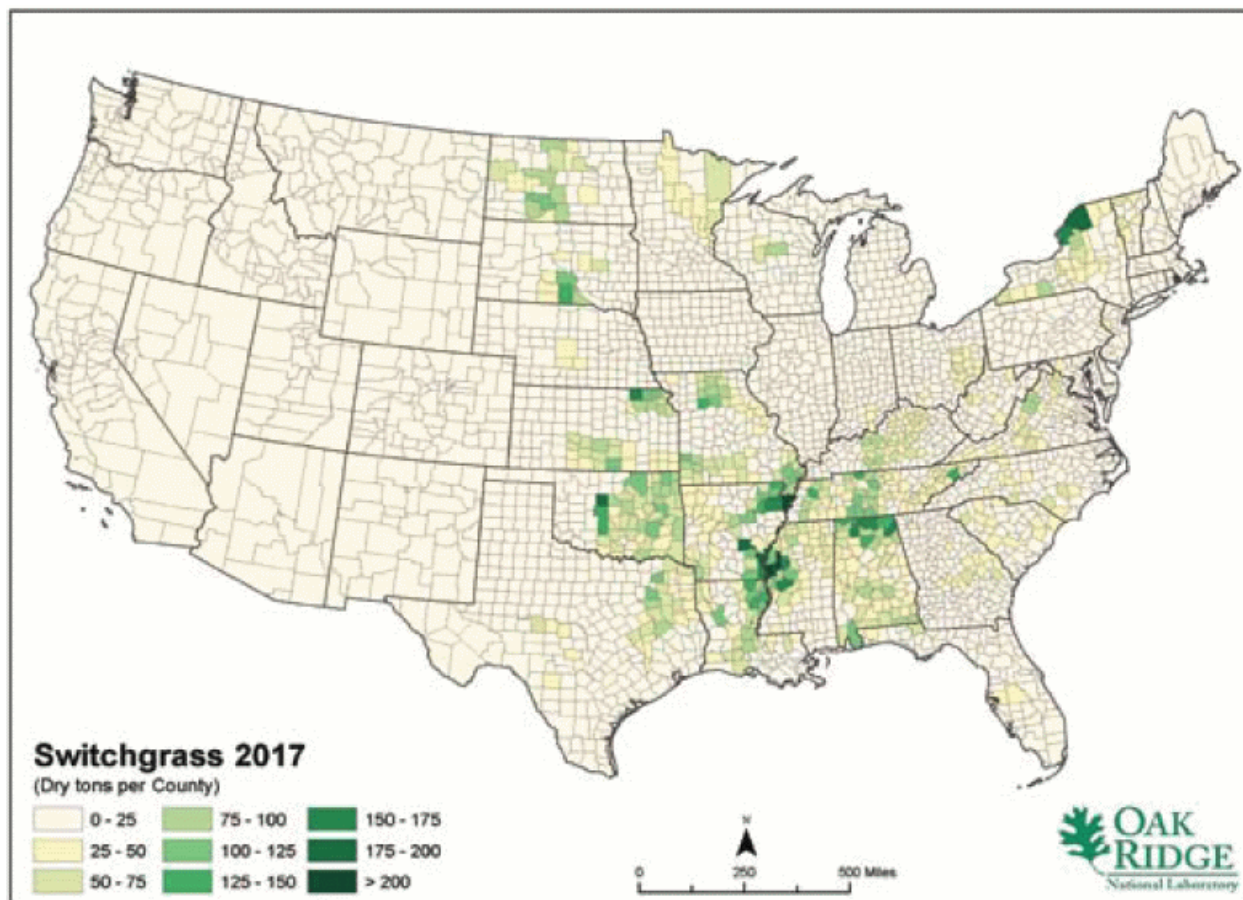 Switchgrass 2017
(Dry tons per County)
0 - 25
25 - 50
50 - 75
75 - 100
100 - 125
125 - 150
150 - 175
175 - 200
> 200
N
0 250 500 Miles
OAK
RIDGE
National Laboratory